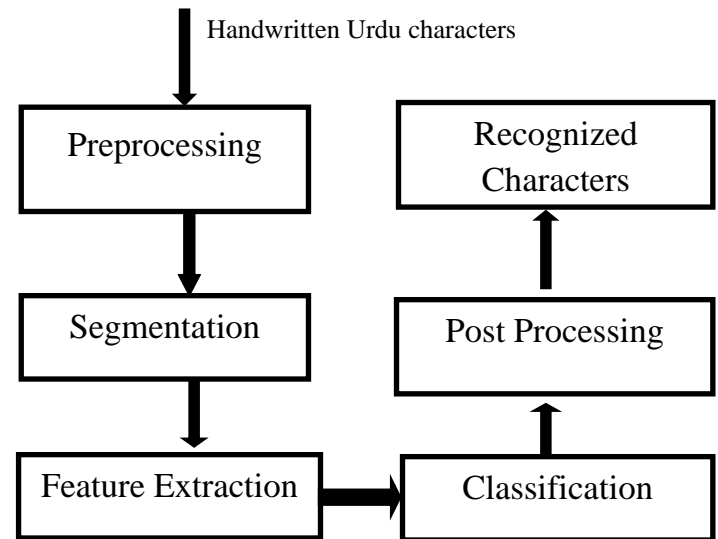 Handwritten Urdu characters
Preprocessing
Segmentation
Feature Extraction
Classification
Post Processing
Recognized
Characters